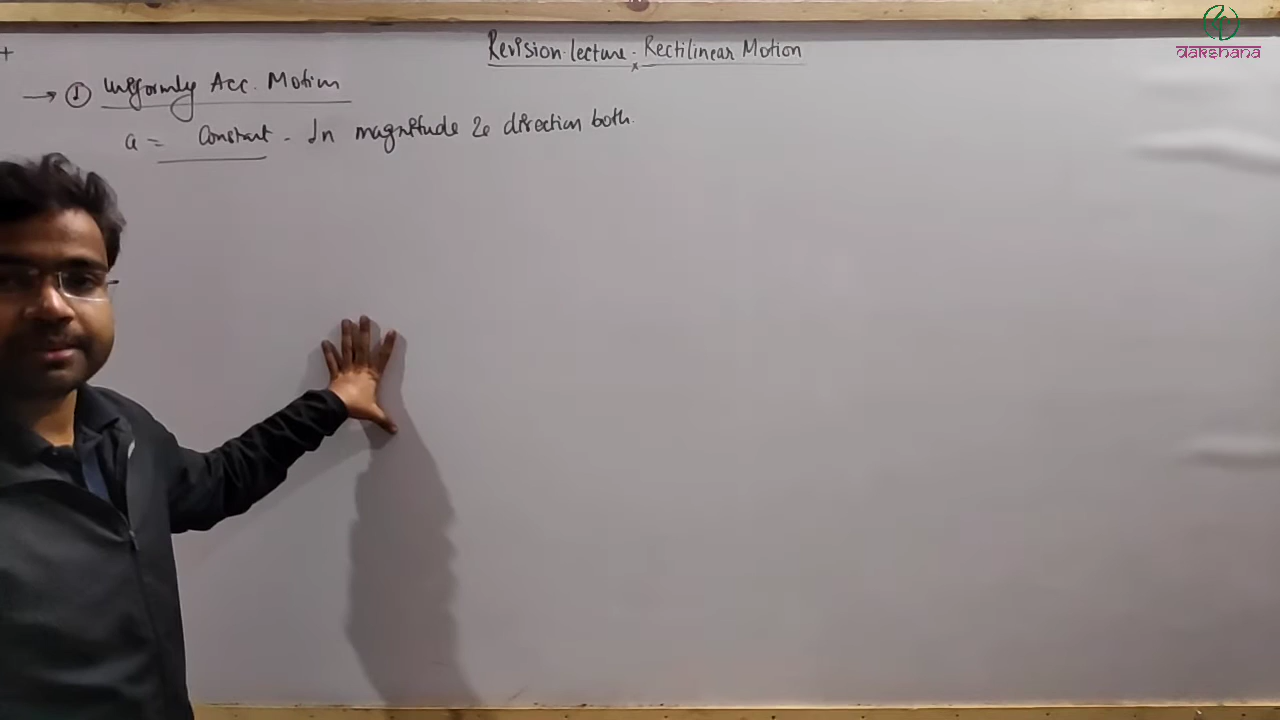 Revision lecture - Rectilinear Motion
x
dakshana
+
→ ① Uniformly Acc. Motion
a = Constant - In magnitude & direction both.